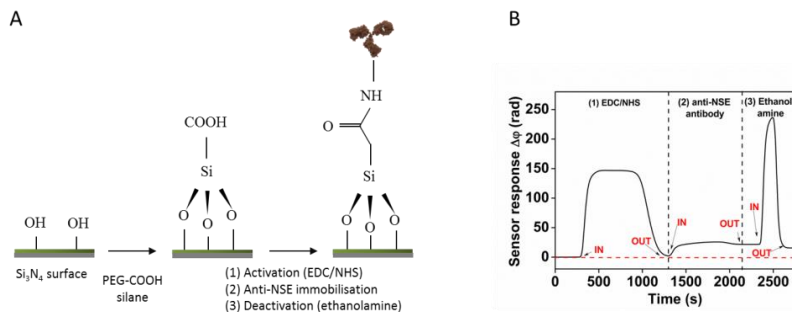 A
COOH
Si
O
O
O
OH
OH
Si₃N₄ surface
PEG-COOH
silane
NH
O
Si
O
O
O
(1) Activation (EDC/NHS)
(2) Anti-NSE immobilisation
(3) Deactivation (ethanolamine)
B
Sensor response Δφ (rad)
250
200
150
100
50
0
(1) EDC/NHS
(2) anti-NSE
antibody
(3) Ethanol
amine
IN
OUT
IN
OUT
IN
OUT
0
500
1000
1500
2000
2500
Time (s)